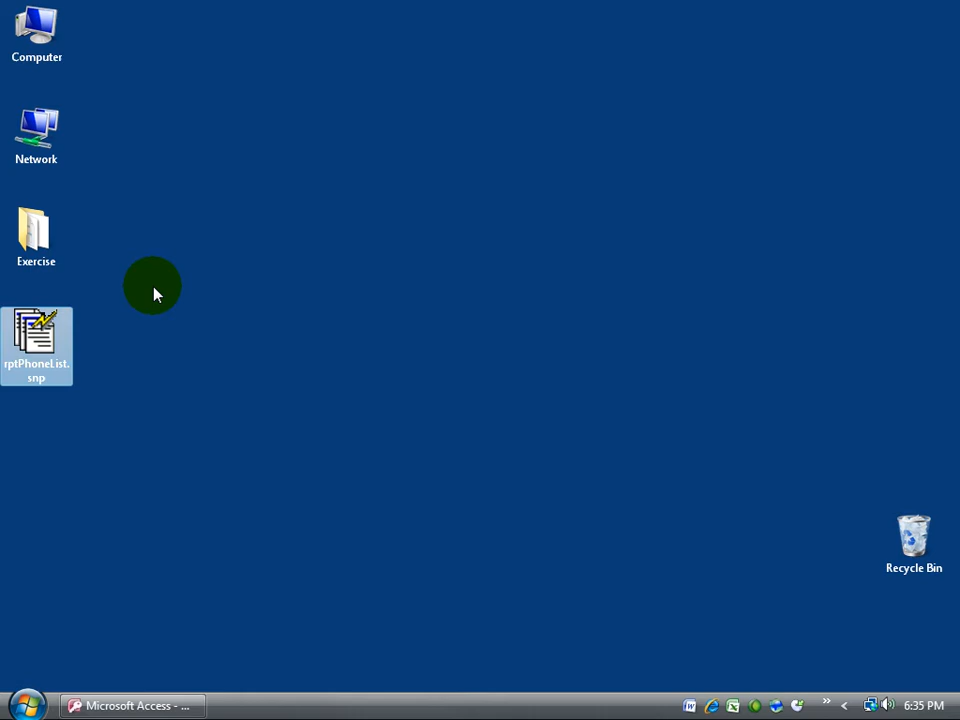 Computer
Network
Exercise
rptPhoneList.
snp
Recycle Bin
Microsoft Access - ...
6:35 PM